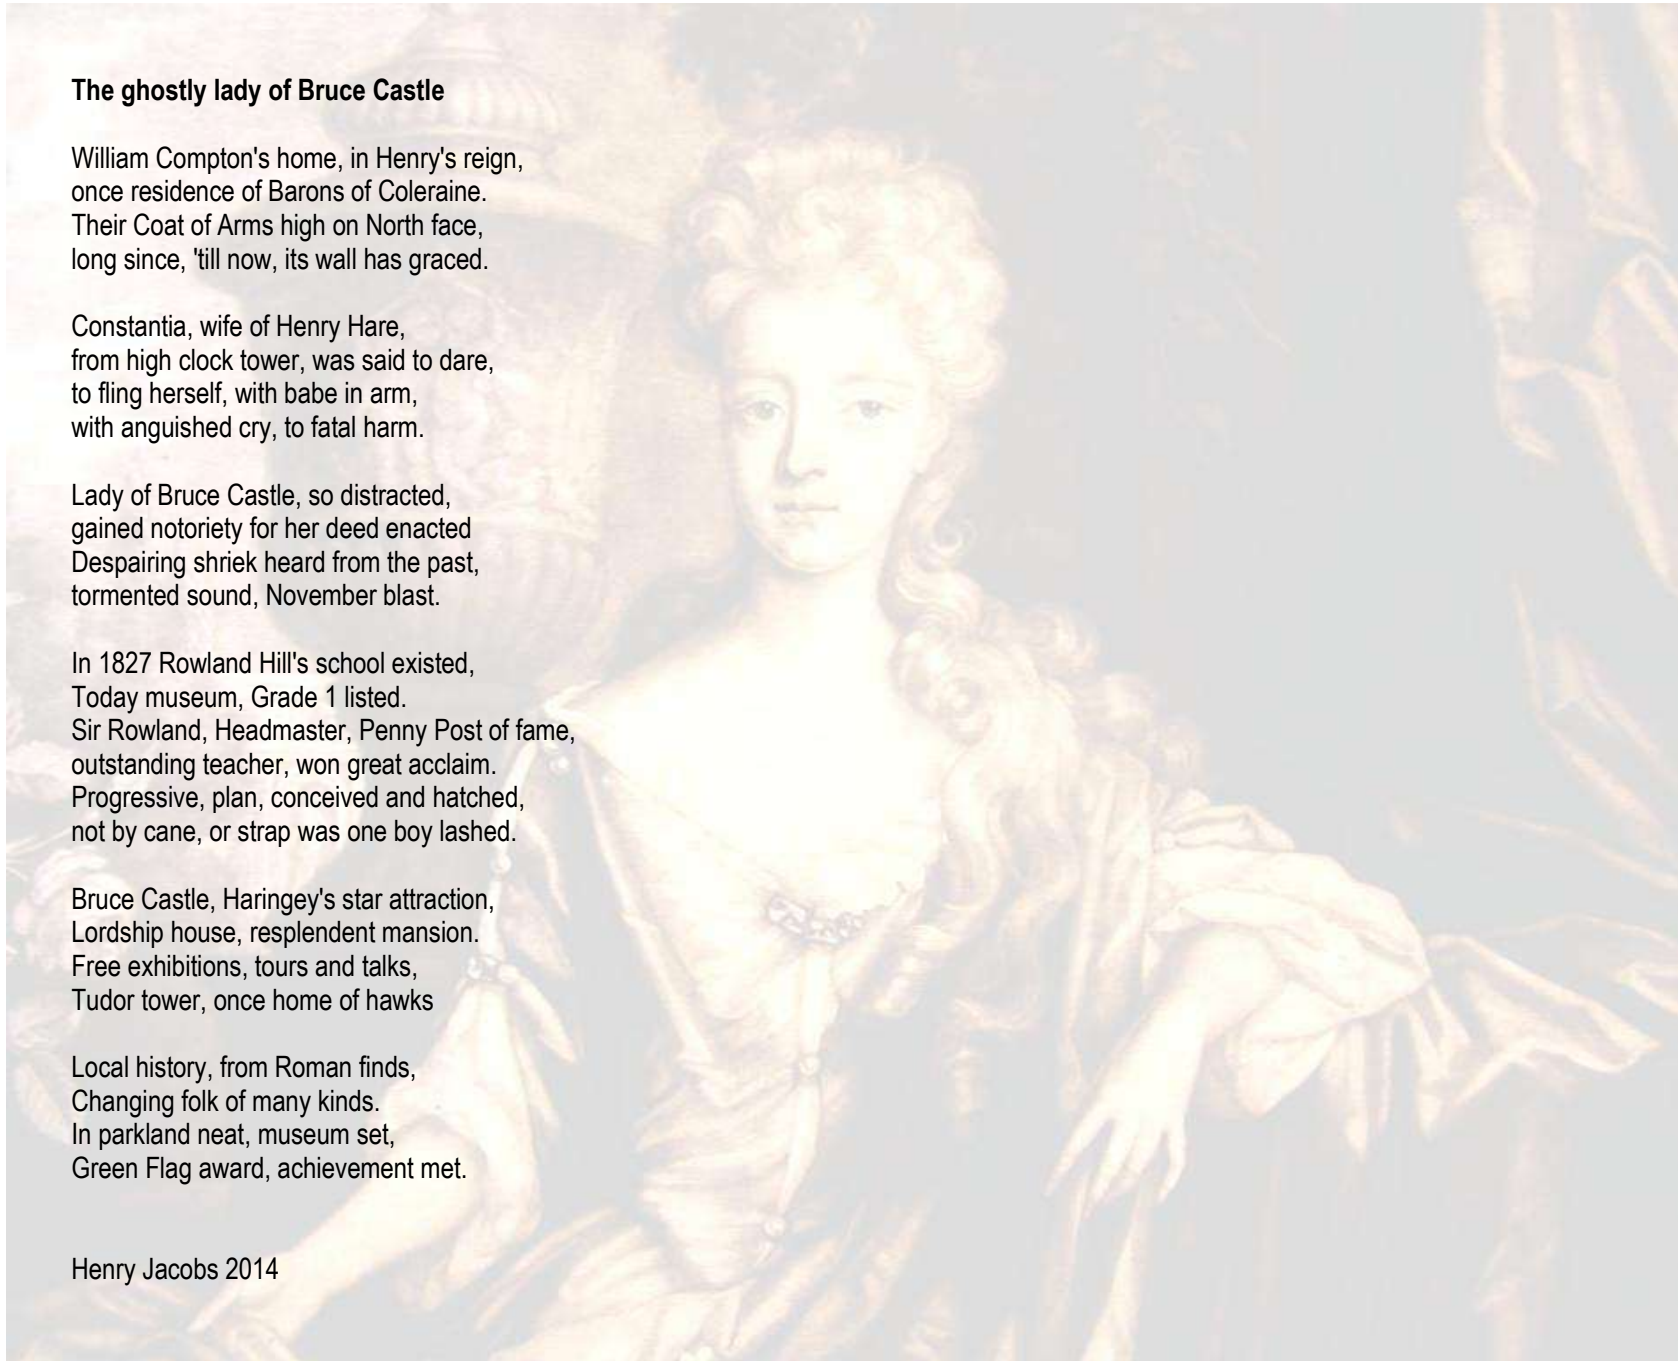 The ghostly lady of Bruce Castle
William Compton's home, in Henry's reign,
once residence of Barons of Coleraine.
Their Coat of Arms high on North face,
long since, 'till now, its wall has graced.
Constantia, wife of Henry Hare,
from high clock tower, was said to dare,
to fling herself, with babe in arm,
with anguished cry, to fatal harm.
Lady of Bruce Castle, so distracted,
gained notoriety for her deed enacted
Despairing shriek heard from the past,
tormented sound, November blast.
In 1827 Rowland Hill's school existed,
Today museum, Grade 1 listed.
Sir Rowland, Headmaster, Penny Post of fame,
outstanding teacher, won great acclaim.
Progressive, plan, conceived and hatched,
not by cane, or strap was one boy lashed.
Bruce Castle, Haringey's star attraction,
Lordship house, resplendent mansion.
Free exhibitions, tours and talks,
Tudor tower, once home of hawks
Local history, from Roman finds,
Changing folk of many kinds.
In parkland neat, museum set,
Green Flag award, achievement met.
Henry Jacobs 2014